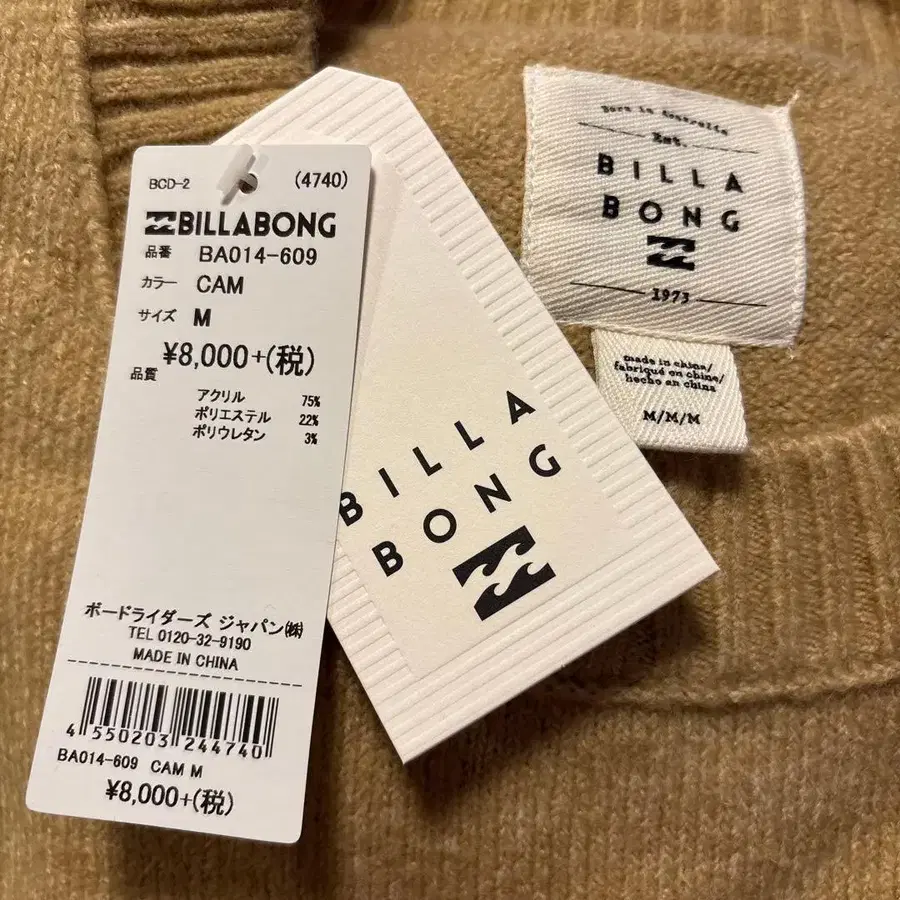 BCD-2 (4740)
BILLABONG
品番 BA014-609
カラー CAM
サイズ M
¥8,000+(税)
品質
アクリル 75%
ポリエステル 22%
ポリウレタン 3%
ボードライダーズ ジャパン㈱
TEL 0120-32-9190
MADE IN CHINA
4 550203 244740
BA014-609 CAM M
¥8,000+(税)
BILLA
BONG
Born in Australia
Est.
BILLA
BONG
1973
made in china/
fabriqué en chine/
hecho en china
M/M/M